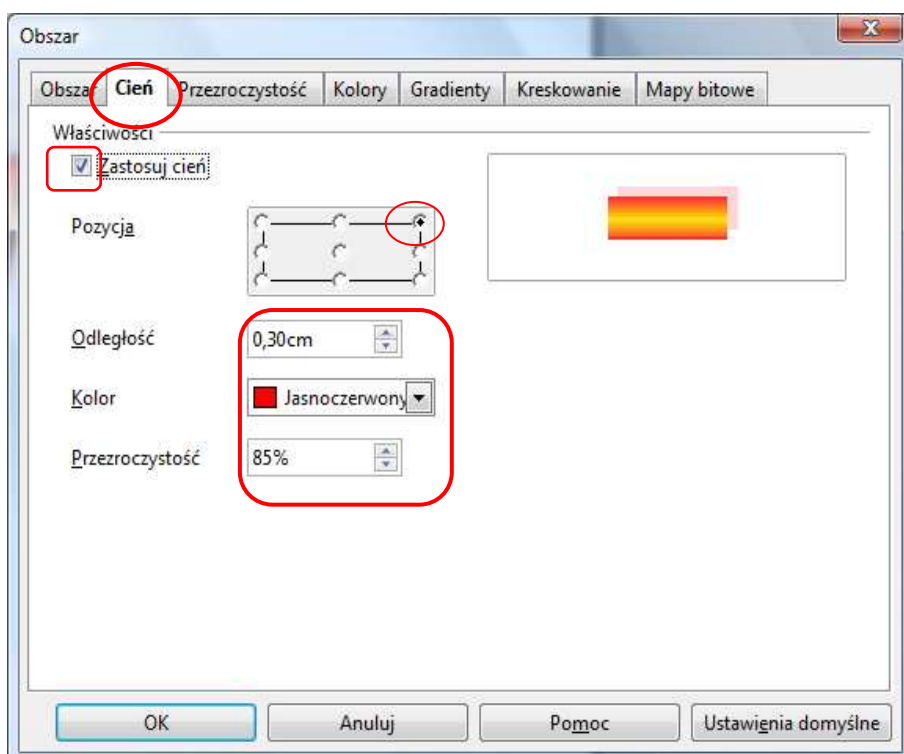 Obszar
Obszar Cień Przezroczystość Kolory Gradienty Kreskowanie Mapy bitowe
Właściwości
Zastosuj cień
Pozycja
Odległość 0,30cm
Kolor Jasnoczerwony
Przezroczystość 85%
OK Anuluj Pomoc Ustawienia domyślne